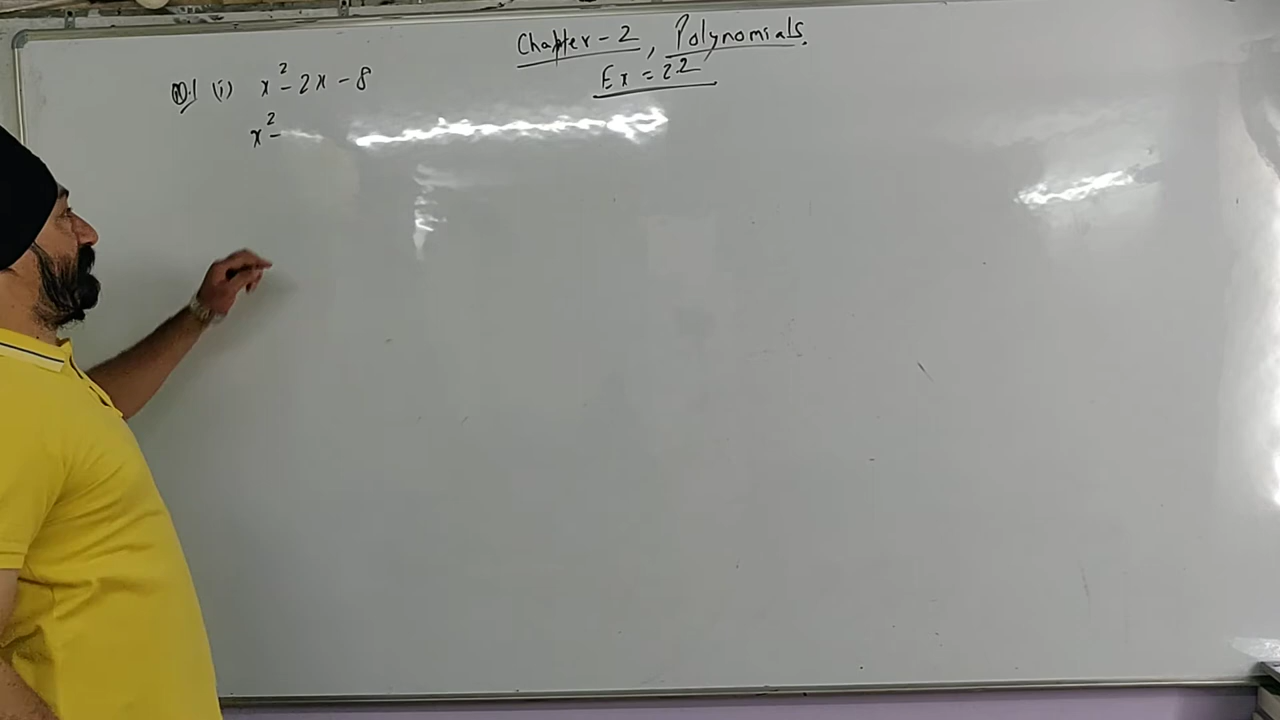 Chapter - 2, Polynomials.
Ex = 2.2
Q.1 (i) x² - 2x - 8
x² -